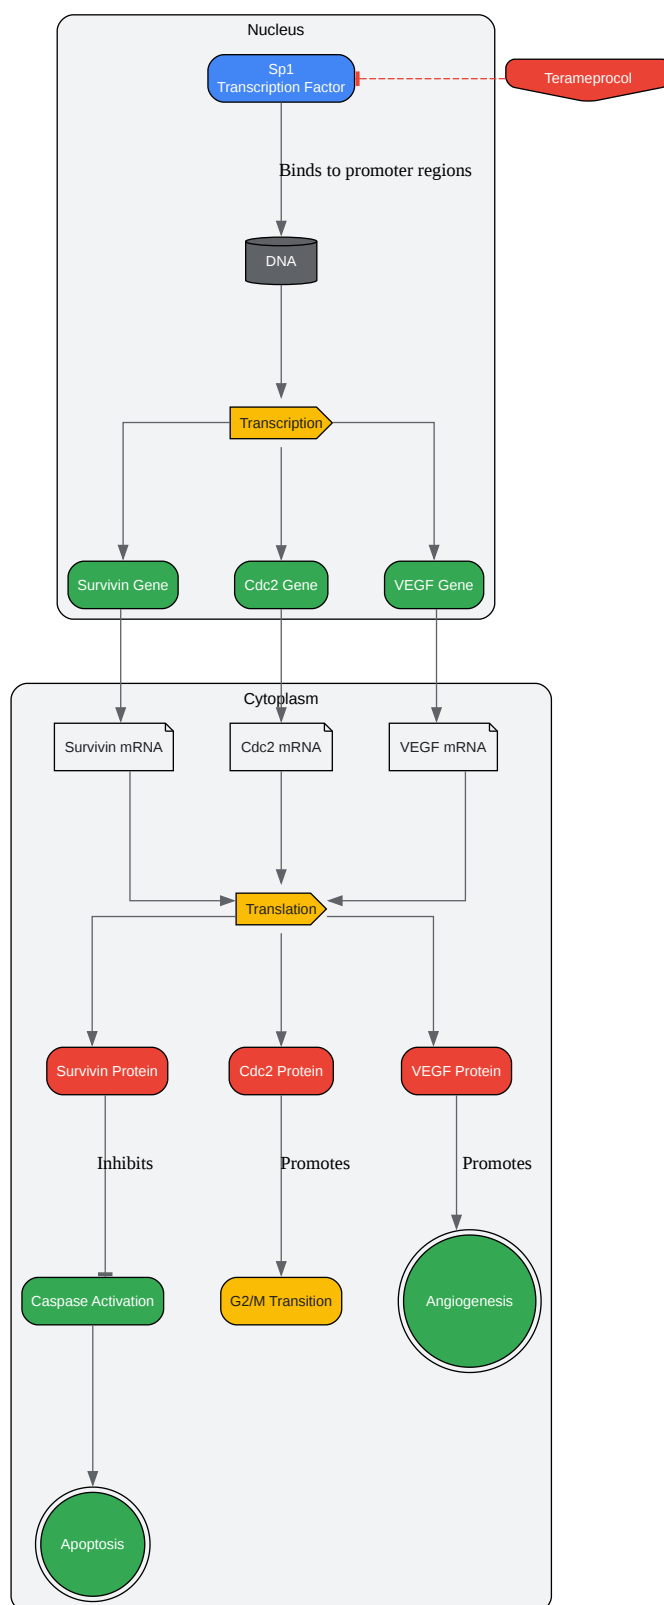 Nucleus
Sp1
Transcription Factor
Terameprocol
Binds to promoter regions
DNA
Transcription
Survivin Gene
Cdc2 Gene
VEGF Gene
Cytoplasm
Survivin mRNA
Cdc2 mRNA
VEGF mRNA
Translation
Survivin Protein
Cdc2 Protein
VEGF Protein
Inhibits
Promotes
Promotes
Caspase Activation
G2/M Transition
Angiogenesis
Apoptosis